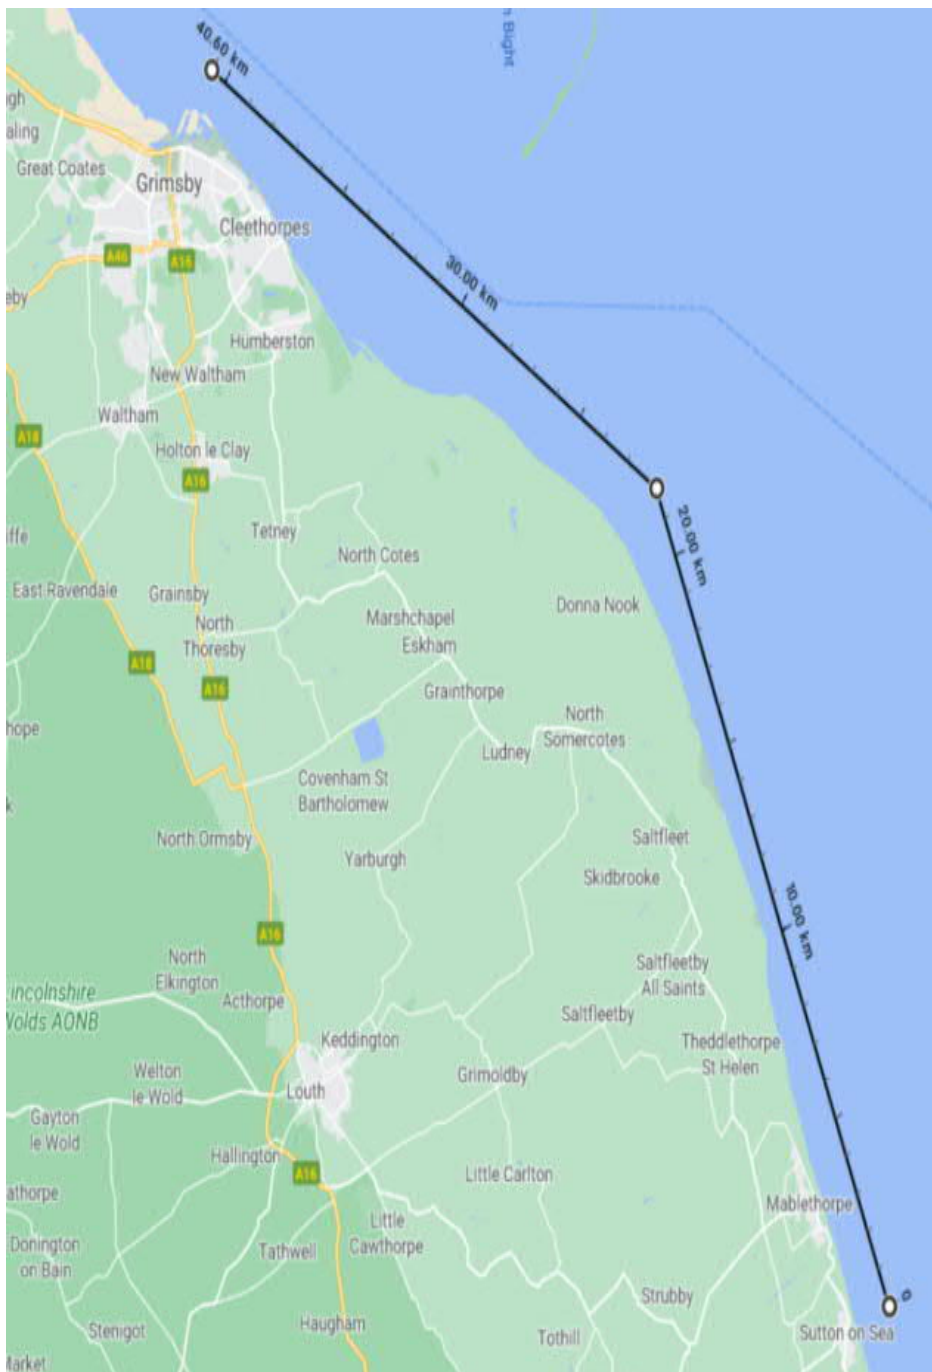 40.60 km
Bight
Great Coates
Grimsby
Cleethorpes
A46
A16
30.00 km
Humberston
New Waltham
Waltham
A18
Holton le Clay
A16
20.00 km
Tetney
North Cotes
East Ravendale
Grainsby
Donna Nook
North
Thoresby
Marshchapel
Eskham
A18
A16
Grainthorpe
North
Somercotes
Ludney
Covenham St
Bartholomew
North Ormsby
Yarburgh
Saltfleet
Skidbrooke
10.00 km
A16
North
Elkington
Saltfleetby
All Saints
Lincolnshire
Wolds AONB
Acthorpe
Saltfleetby
Keddington
Theddlethorpe
St Helen
Welton
le Wold
Louth
Grimoldby
Gayton
le Wold
Hallington
A16
Little Carlton
Mablethorpe
Donington
on Bain
Tathwell
Little
Cawthorpe
Strubby
0
Stenigot
Haugham
Tothill
Sutton on Sea
Market